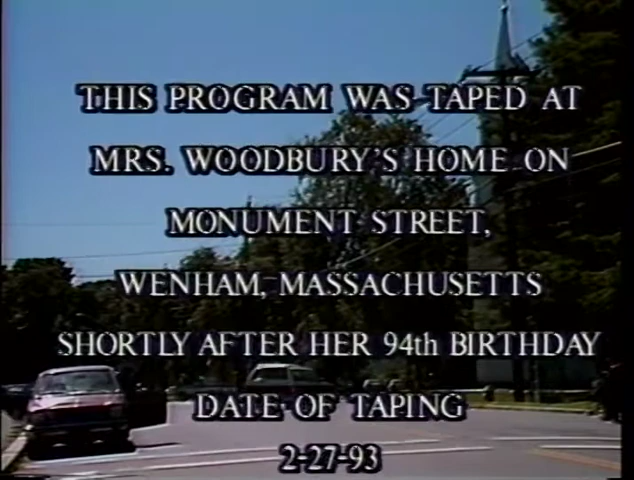 THIS PROGRAM WAS TAPED AT
MRS. WOODBURY'S HOME ON
MONUMENT STREET,
WENHAM, MASSACHUSETTS
SHORTLY AFTER HER 94th BIRTHDAY
DATE OF TAPING
2-27-93